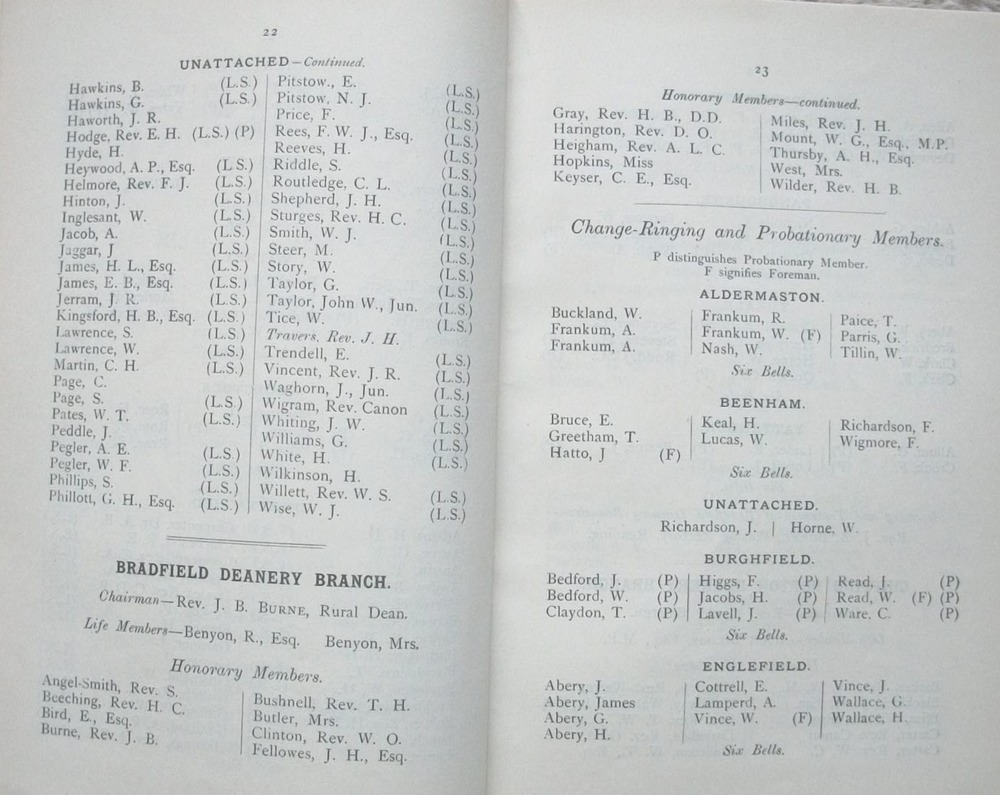 22
UNATTACHED—Continued.
Hawkins, B. (L.S.)
Hawkins, G. (L.S.)
Haworth, J. R.
Hodge, Rev. E. H. (L.S.) (P)
Hyde, H.
Heywood, A. P., Esq. (L.S.)
Helmore, Rev. F. J. (L.S.)
Hinton, J. (L.S.)
Inglesant, W. (L.S.)
Jacob, A. (L.S.)
Jaggar, J (L.S.)
James, H. L., Esq. (L.S.)
James, E. B., Esq. (L.S.)
Jerram, J. R. (L.S.)
Kingsford, H. B., Esq. (L.S.)
Lawrence, S. (L.S.)
Lawrence, W. (L.S.)
Martin, C. H. (L.S.)
Page, C.
Page, S. (L.S.)
Pates, W. T. (L.S.)
Peddle, J.
Pegler, A. E. (L.S.)
Pegler, W. F. (L.S.)
Phillips, S. (L.S.)
Phillott, G. H., Esq. (L.S.)
Pitstow., E. (L.S.)
Pitstow, N. J. (L.S.)
Price, F. (L.S.)
Rees, F. W. J., Esq. (L.S.)
Reeves, H. (L.S.)
Riddle, S. (L.S.)
Routledge, C. L. (L.S.)
Shepherd, J. H. (L.S.)
Sturges, Rev. H. C. (L.S.)
Smith, W. J. (L.S.)
Steer, M. (L.S.)
Story, W. (L.S.)
Taylor, G. (L.S.)
Taylor, John W., Jun. (L.S.)
Tice, W. (L.S.)
Travers, Rev. J. H.
Trendell, E. (L.S.)
Vincent, Rev. J. R. (L.S.)
Waghorn, J., Jun. (L.S.)
Wigram, Rev. Canon (L.S.)
Whiting, J. W. (L.S.)
Williams, G. (L.S.)
White, H. (L.S.)
Wilkinson, H.
Willett, Rev. W. S. (L.S.)
Wise, W. J. (L.S.)
BRADFIELD DEANERY BRANCH.
Chairman—Rev. J. B. BURNE, Rural Dean.
Life Members—Benyon, R., Esq. Benyon, Mrs.
Honorary Members.
Angel-Smith, Rev. S.
Beeching, Rev. H. C.
Bird, E., Esq.
Burne, Rev. J. B.
Bushnell, Rev. T. H.
Butler, Mrs.
Clinton, Rev. W. O.
Fellowes, J. H., Esq.
23
Honorary Members—continued.
Gray, Rev. H. B., D.D.
Harington, Rev. D. O.
Heigham, Rev. A. L. C.
Hopkins, Miss
Keyser, C. E., Esq.
Miles, Rev. J. H.
Mount, W. G., Esq., M.P.
Thursby, A. H., Esq.
West, Mrs.
Wilder, Rev. H. B.
Change-Ringing and Probationary Members.
P distinguishes Probationary Member.
F signifies Foreman.
ALDERMASTON.
Buckland, W.
Frankum, A.
Frankum, A.
Frankum, R.
Frankum, W. (F)
Nash, W.
Paice, T.
Parris, G.
Tillin, W.
Six Bells.
BEENHAM.
Bruce, E.
Greetham, T.
Hatto, J (F)
Keal, H.
Lucas, W.
Richardson, F.
Wigmore, F.
Six Bells.
UNATTACHED.
Richardson, J. | Horne, W.
BURGHFIELD.
Bedford, J. (P)
Bedford, W. (P)
Claydon, T. (P)
Higgs, F. (P)
Jacobs, H. (P)
Lavell, J. (P)
Read, J. (P)
Read, W. (F) (P)
Ware, C. (P)
Six Bells.
ENGLEFIELD.
Abery, J.
Abery, James
Abery, G.
Abery, H.
Cottrell, E.
Lamperd, A.
Vince, W. (F)
Vince, J.
Wallace, G.
Wallace, H.
Six Bells.